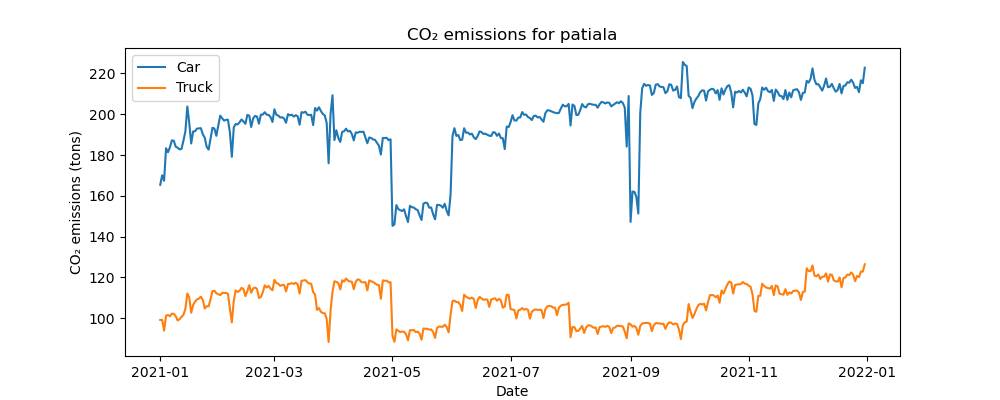 CO₂ emissions for patiala
Car
Truck
CO₂ emissions (tons)
220
200
180
160
140
120
100
2021-01
2021-03
2021-05
2021-07
2021-09
2021-11
2022-01
Date